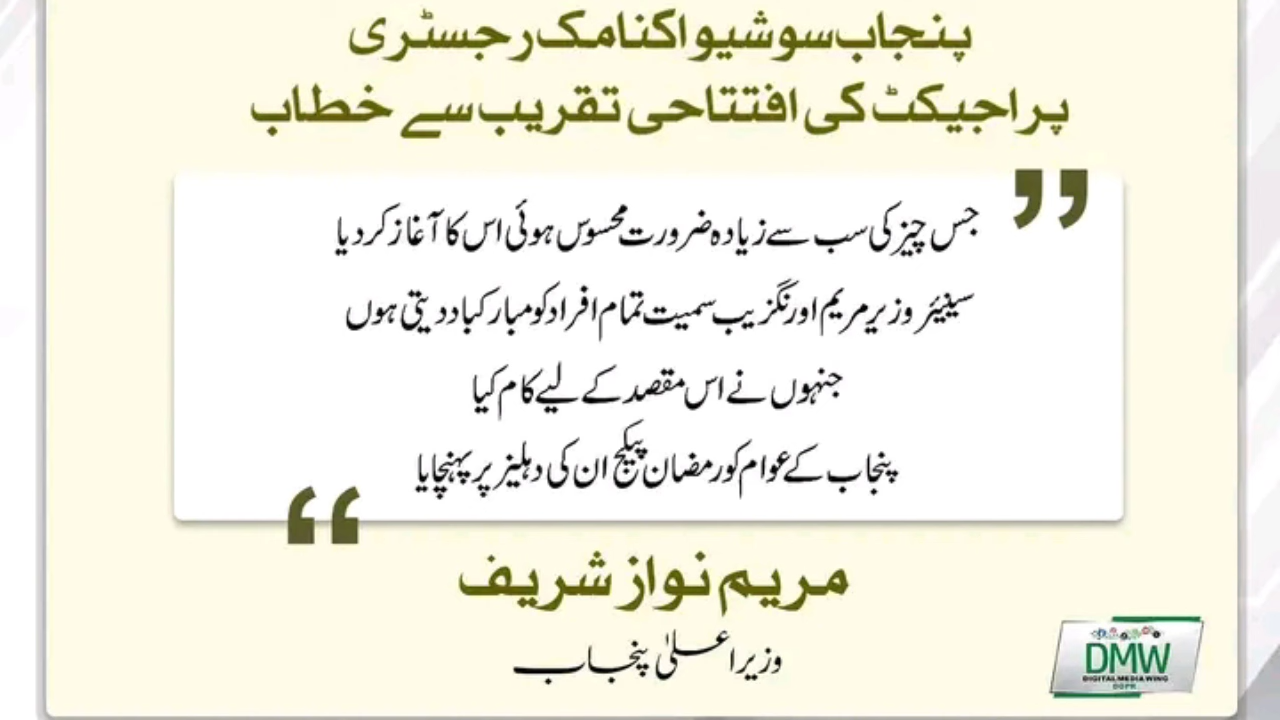 پنجاب سوشیو اکنامک رجسٹری
پراجیکٹ کی افتتاحی تقریب سے خطاب
جس چیز کی سب سے زیادہ ضرورت محسوس ہوئی اس کا آغاز کر دیا
سینیئر وزیر مریم اورنگزیب سمیت تمام افراد کو مبارکباد دیتی ہوں
جنہوں نے اس مقصد کے لیے کام کیا
پنجاب کے عوام کو رمضان پیکج ان کی دہلیز پر پہنچایا
مریم نواز شریف
وزیراعلیٰ پنجاب
DMW
DIGITAL MEDIA WING
DGPR